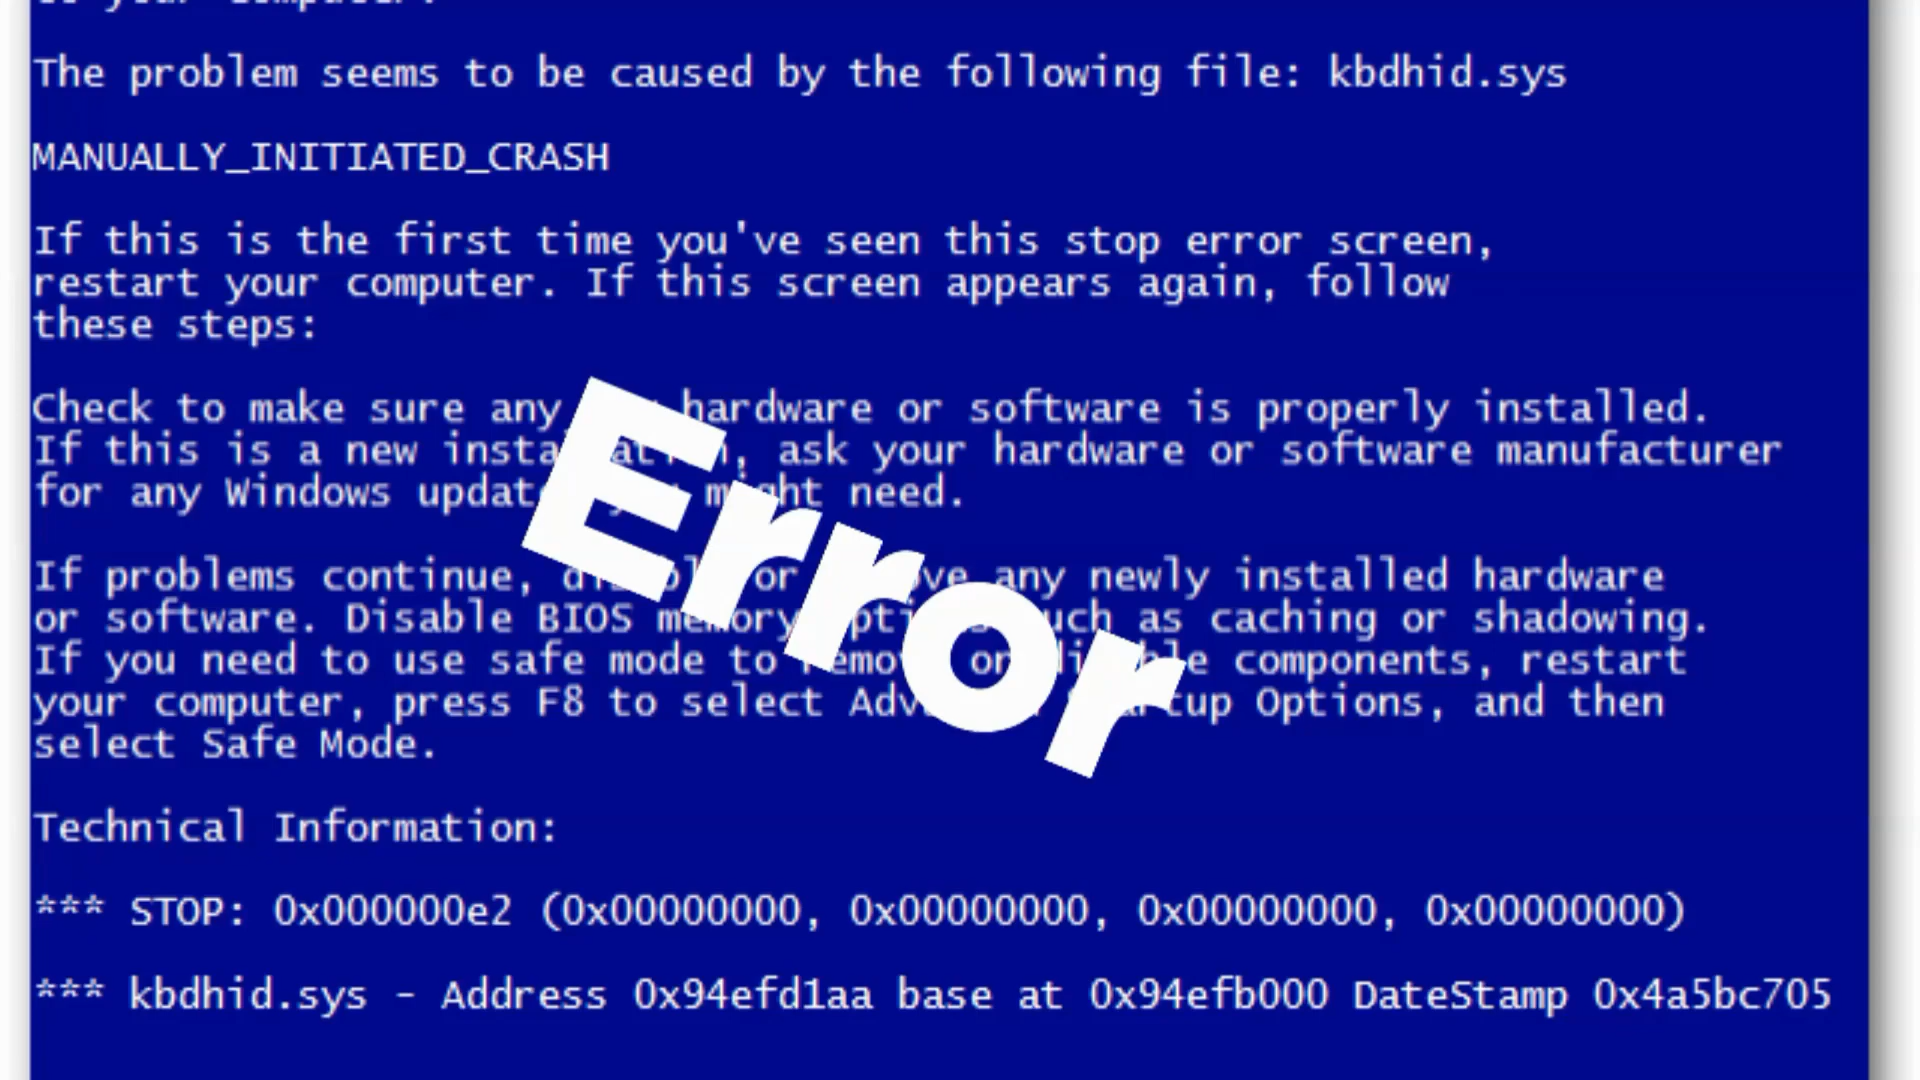 The problem seems to be caused by the following file: kbdhid.sys
MANUALLY_INITIATED_CRASH
If this is the first time you've seen this stop error screen,
restart your computer. If this screen appears again, follow
these steps:
Check to make sure any hardware or software is properly installed.
If this is a new ask your hardware or software manufacturer
for any Windows might need.
If problems continue, or any newly installed hardware
or software. Disable BIOS memory such as caching or shadowing.
If you need to use safe mode to remove or disable components, restart
your computer, press F8 to select Startup Options, and then
select Safe Mode.
Error
Technical Information:
*** STOP: 0x000000e2 (0x00000000, 0x00000000, 0x00000000, 0x00000000)
*** kbdhid.sys - Address 0x94efd1aa base at 0x94efb000 DateStamp 0x4a5bc705